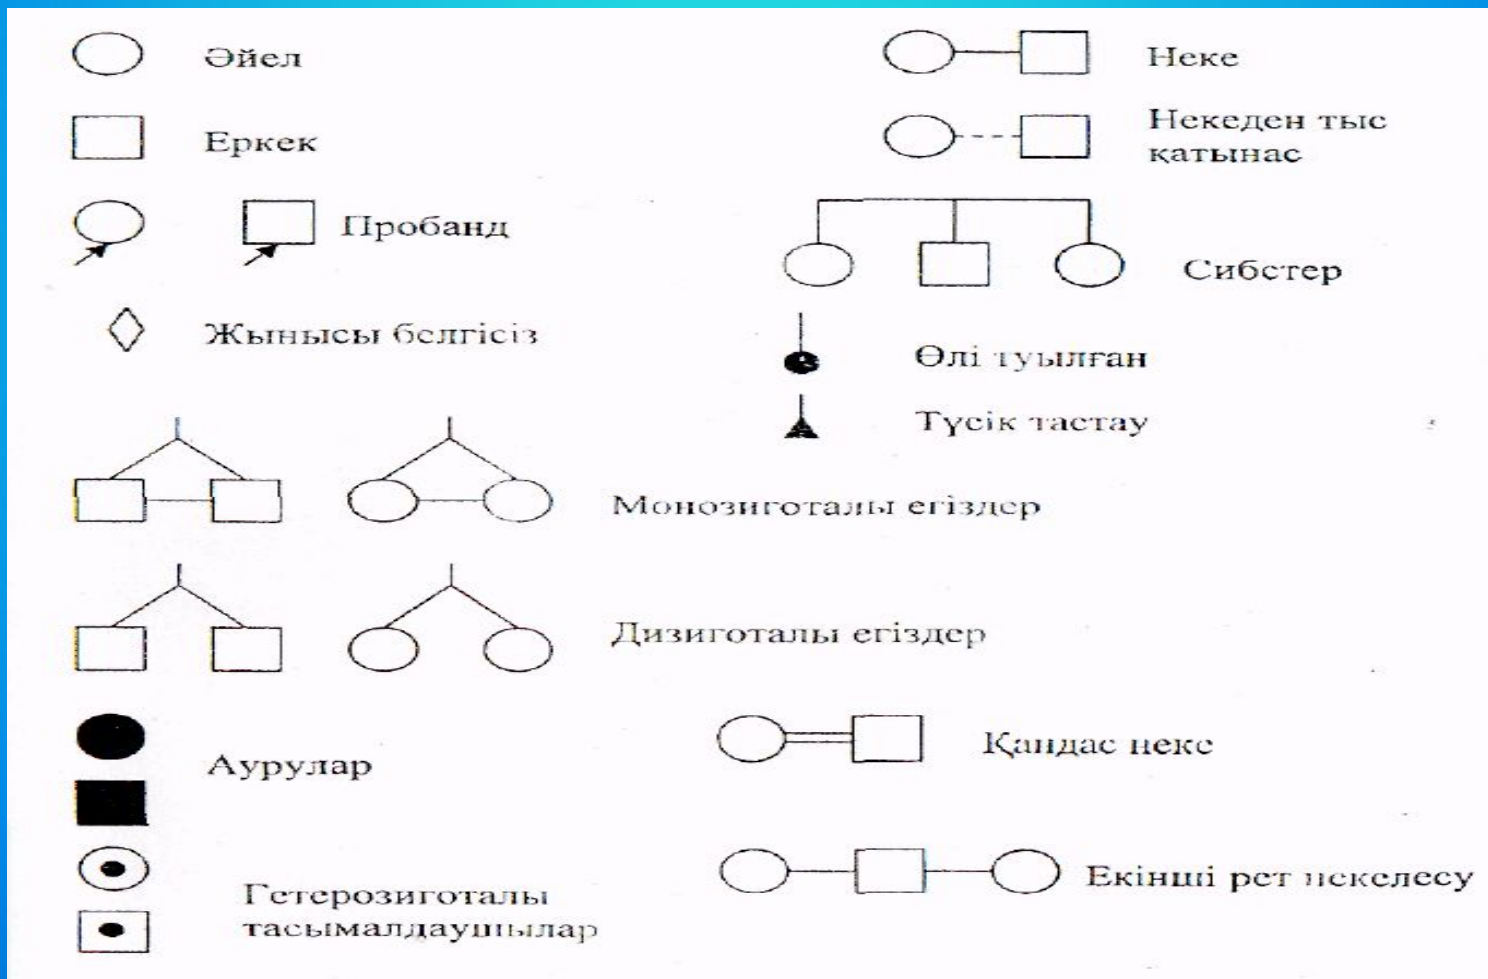 Әйел
Еркек
Пробанд
Жынысы белгісіз
Неке
Некеден тыс
қатынас
Сибстер
Өлі туылған
Түсік тастау
Монозиготалы егіздер
Дизиготалы егіздер
Аурулар
Гетерозиготалы
тасымалдаушылар
Қандас неке
Екінші рет некелесу